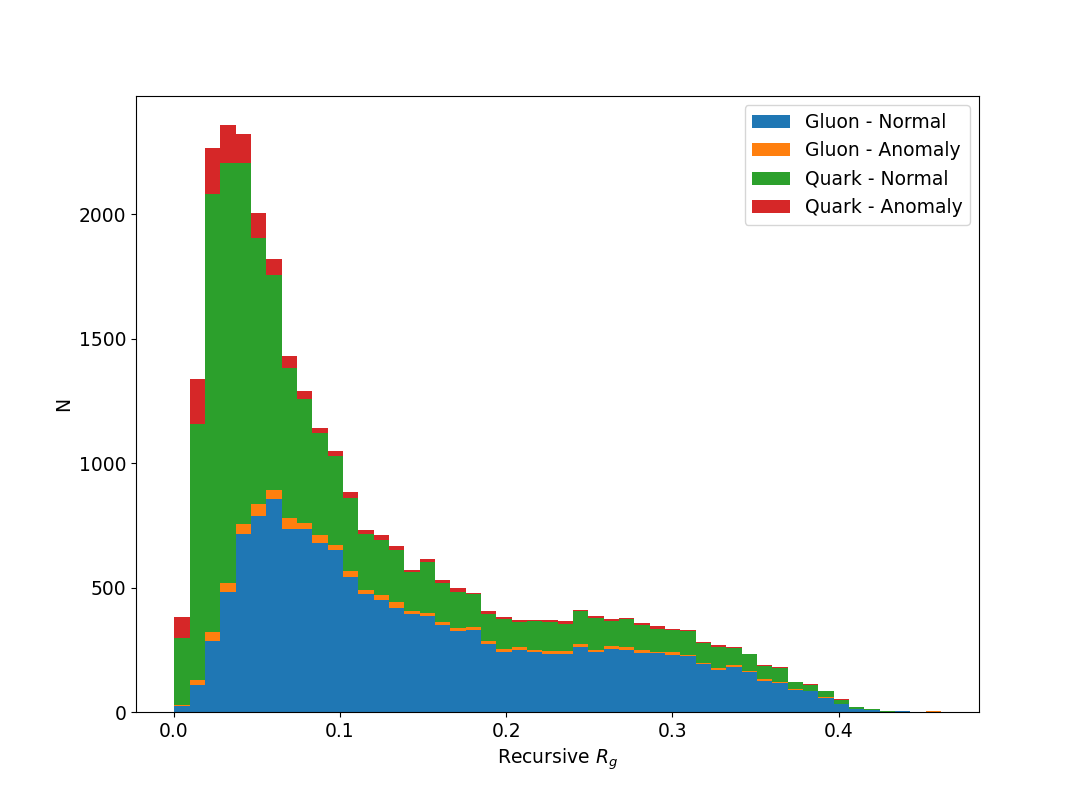 Gluon - Normal
Gluon - Anomaly
Quark - Normal
Quark - Anomaly
2000
1500
1000
500
0
N
0.0 0.1 0.2 0.3 0.4
Recursive R_g